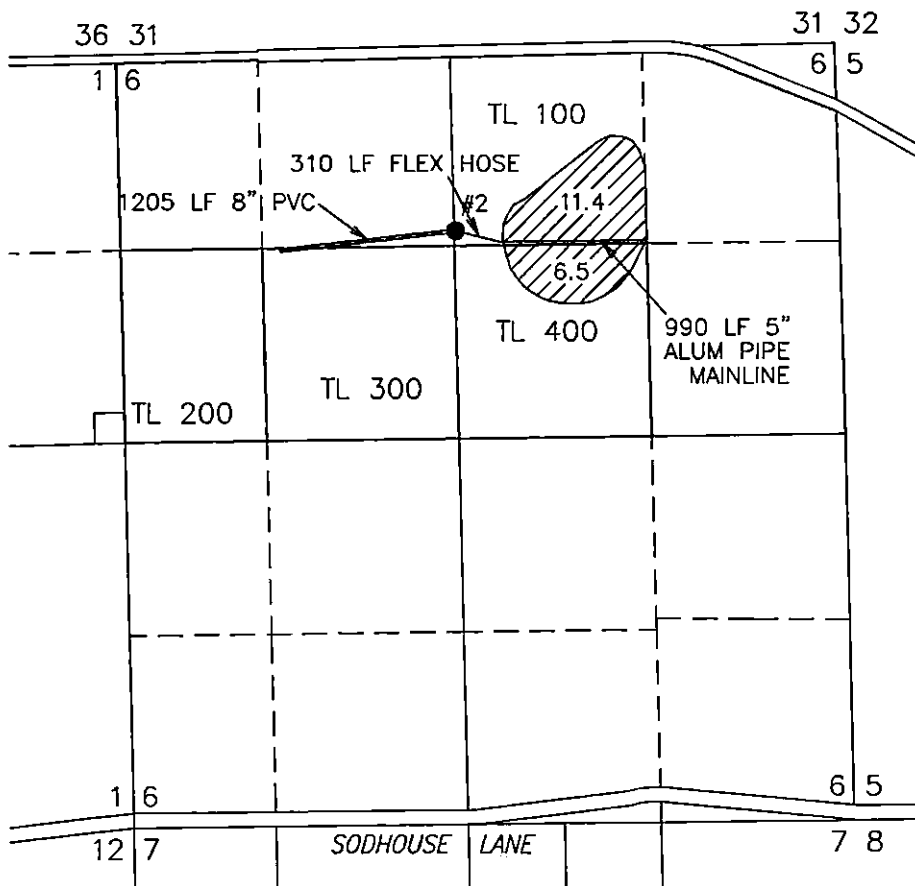 36 31
31 32
1 6
6 5
TL 100
310 LF FLEX HOSE
1205 LF 8" PVC
#2
11.4
6.5
TL 400
990 LF 5"
ALUM PIPE
MAINLINE
TL 300
TL 200
1 6
6 5
12 7
SODHOUSE LANE
7 8